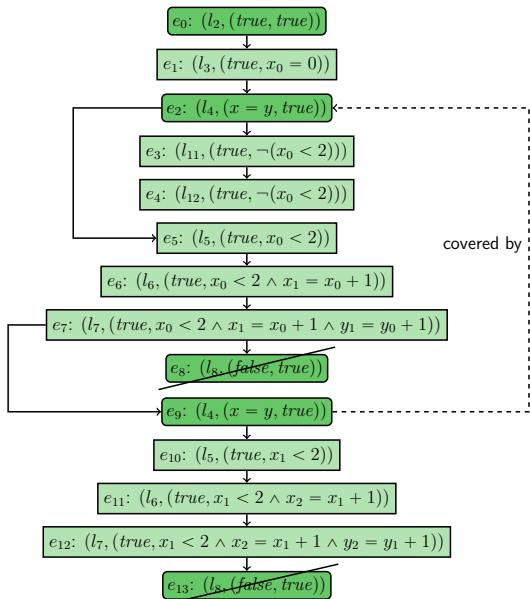 e₀: (l₂, (true, true))
e₁: (l₃, (true, x₀ = 0))
e₂: (l₄, (x = y, true))
e₃: (l₁₁, (true, ¬(x₀ < 2)))
e₄: (l₁₂, (true, ¬(x₀ < 2)))
e₅: (l₅, (true, x₀ < 2))
covered by
e₆: (l₆, (true, x₀ < 2 ∧ x₁ = x₀ + 1))
e₇: (l₇, (true, x₀ < 2 ∧ x₁ = x₀ + 1 ∧ y₁ = y₀ + 1))
e₈: (l₈, (false, true))
e₉: (l₄, (x = y, true))
e₁₀: (l₅, (true, x₁ < 2))
e₁₁: (l₆, (true, x₁ < 2 ∧ x₂ = x₁ + 1))
e₁₂: (l₇, (true, x₁ < 2 ∧ x₂ = x₁ + 1 ∧ y₂ = y₁ + 1))
e₁₃: (l₈, (false, true))